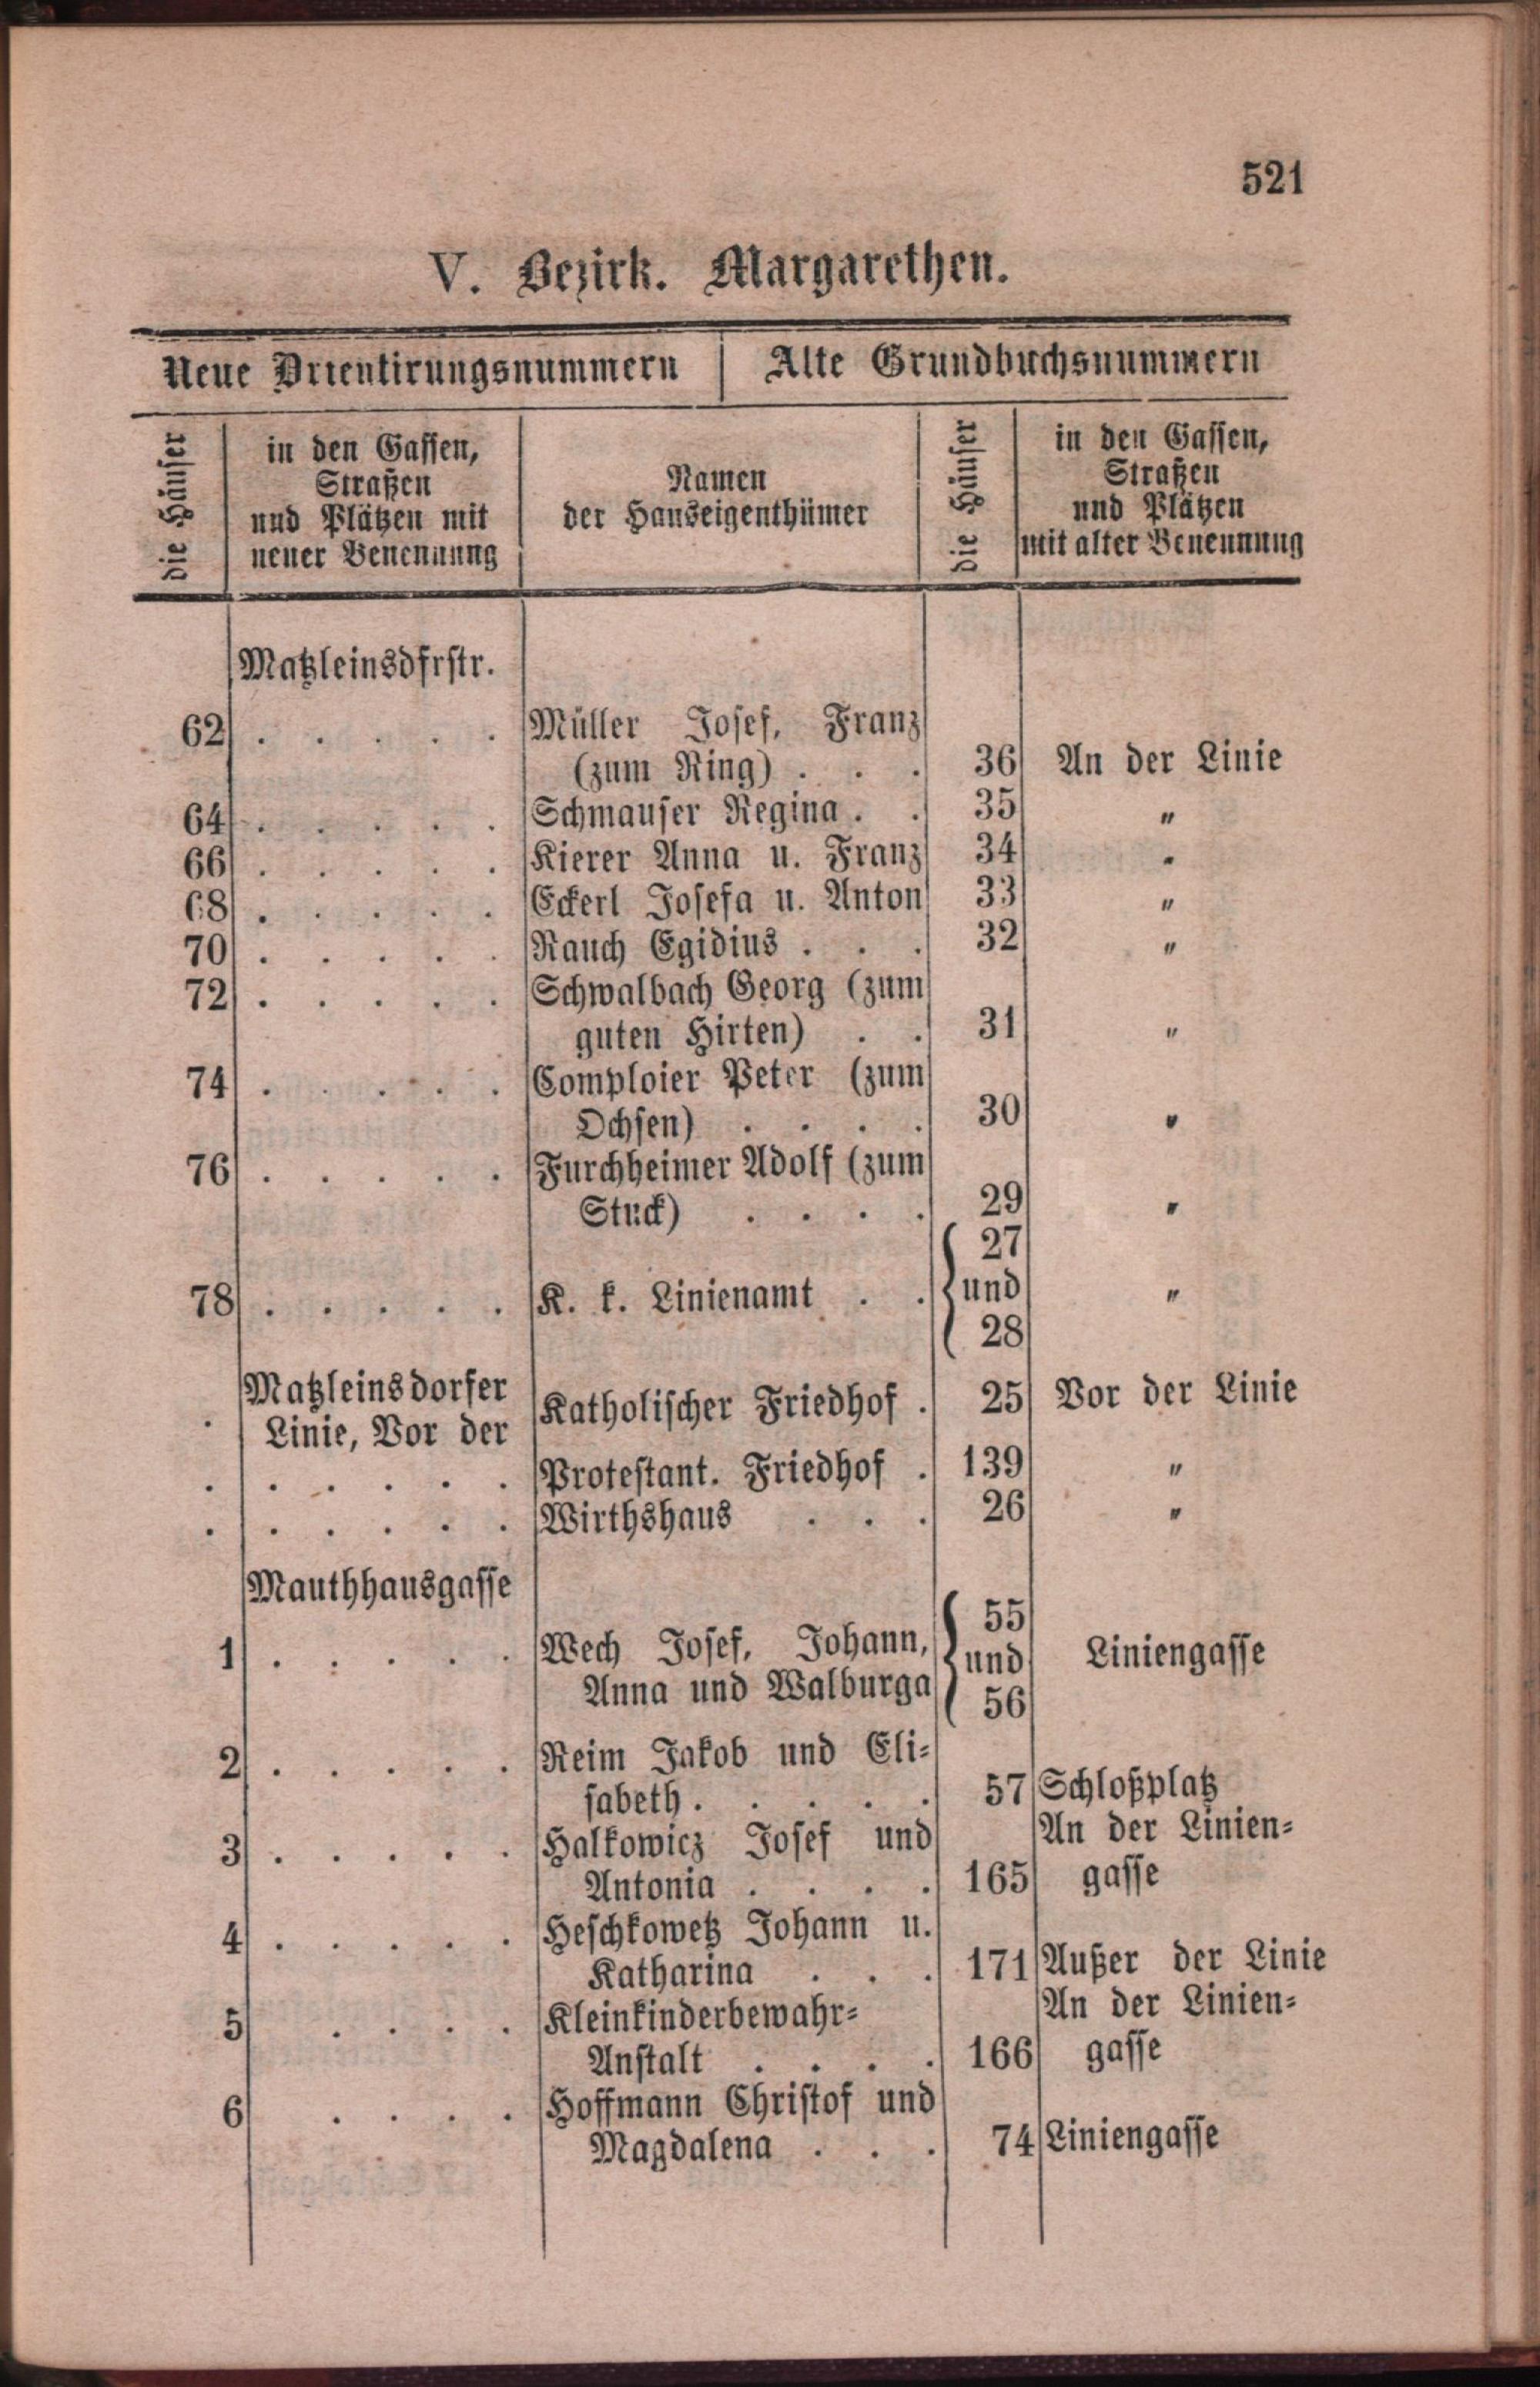 521
V. Bezirk. Margarethen.
Neue Orientirungsnummern | Alte Grundbuchsnummern
die Häuser
in den Gassen,
Straßen
und Plätzen mit
neuer Benennung
Namen
der Hauseigenthümer
die Häuser
in den Gassen,
Straßen
und Plätzen
mit alter Benennung
Matzleinsdfrstr.
62 . . . . . Müller Josef, Franz
(zum Ring) . . . 36 An der Linie
64 . . . . . Schmauser Regina . . 35 "
66 . . . . . Kierer Anna u. Franz 34 "
68 . . . . . Eckerl Josefa u. Anton 33 "
70 . . . . . Rauch Egidius . . . 32 "
72 . . . . . Schwalbach Georg (zum
guten Hirten) . . 31 "
74 . . . . . Comploier Peter (zum
Ochsen) . . . . 30 "
76 . . . . . Furchheimer Adolf (zum
Stuck) . . . . 29 "
27
78 . . . . . K. k. Linienamt . . und "
28
Matzleinsdorfer
. Linie, Vor der
Katholischer Friedhof . 25 Vor der Linie
. . . . . . Protestant. Friedhof . 139 "
. . . . . . Wirthshaus . . . 26 "
Mauthhausgasse
55
1 . . . . . Wech Josef, Johann, und Liniengasse
Anna und Walburga 56
2 . . . . . Reim Jakob und Eli-
sabeth . . . . . 57 Schloßplatz
3 . . . . . Halkowicz Josef und An der Linien-
Antonia . . . . 165 gasse
4 . . . . . Heschkowetz Johann u.
Katharina . . . 171 Außer der Linie
5 . . . . Kleinkinderbewahr- An der Linien-
Anstalt . . . . 166 gasse
6 . . . . Hoffmann Christof und
Magdalena . . . 74 Liniengasse